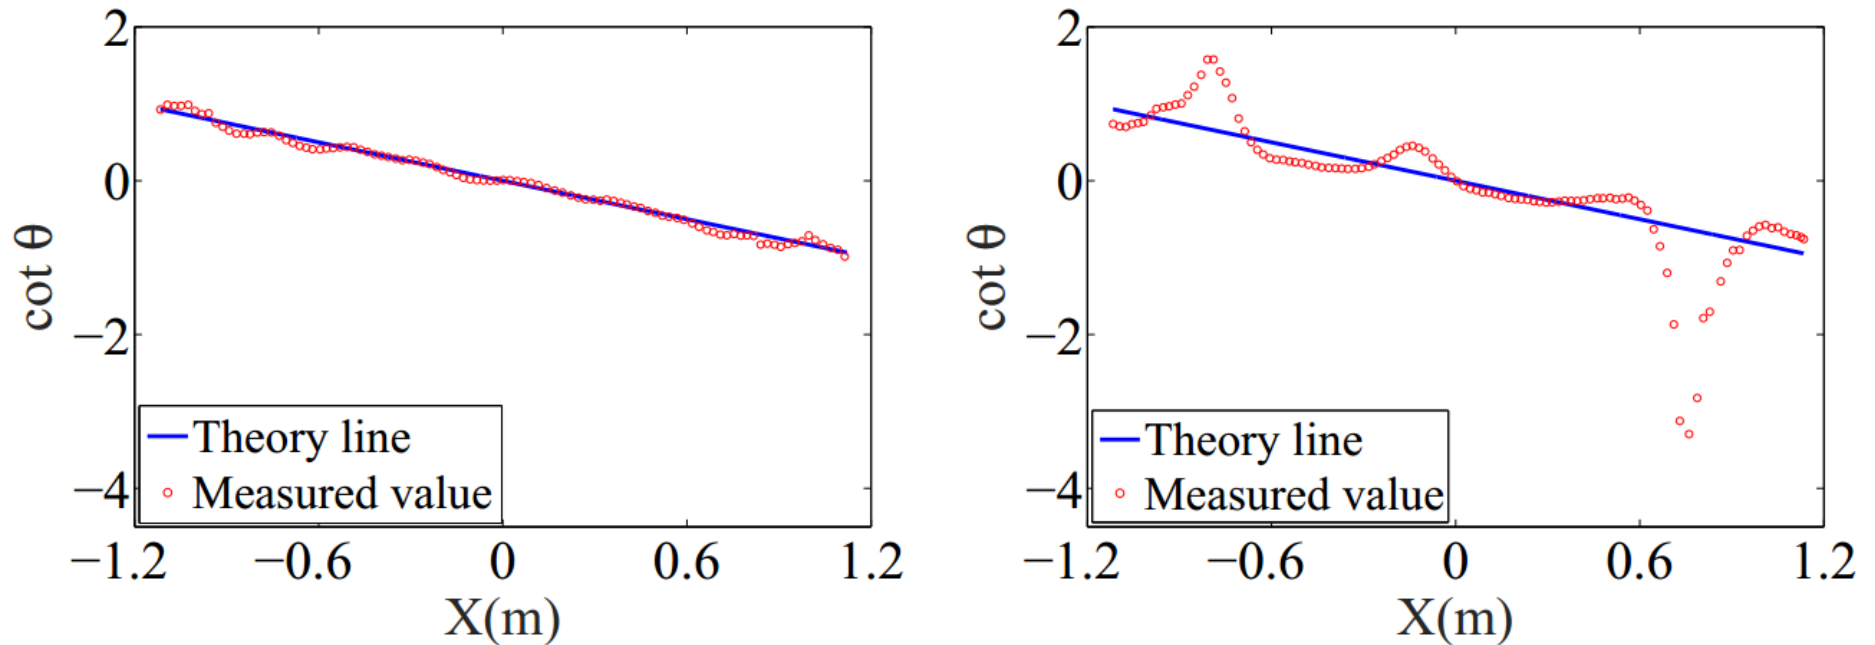 2
0
−2
−4
cot θ
Theory line
Measured value
−1.2 −0.6 0 0.6 1.2
X(m)
2
0
−2
−4
cot θ
Theory line
Measured value
−1.2 −0.6 0 0.6 1.2
X(m)